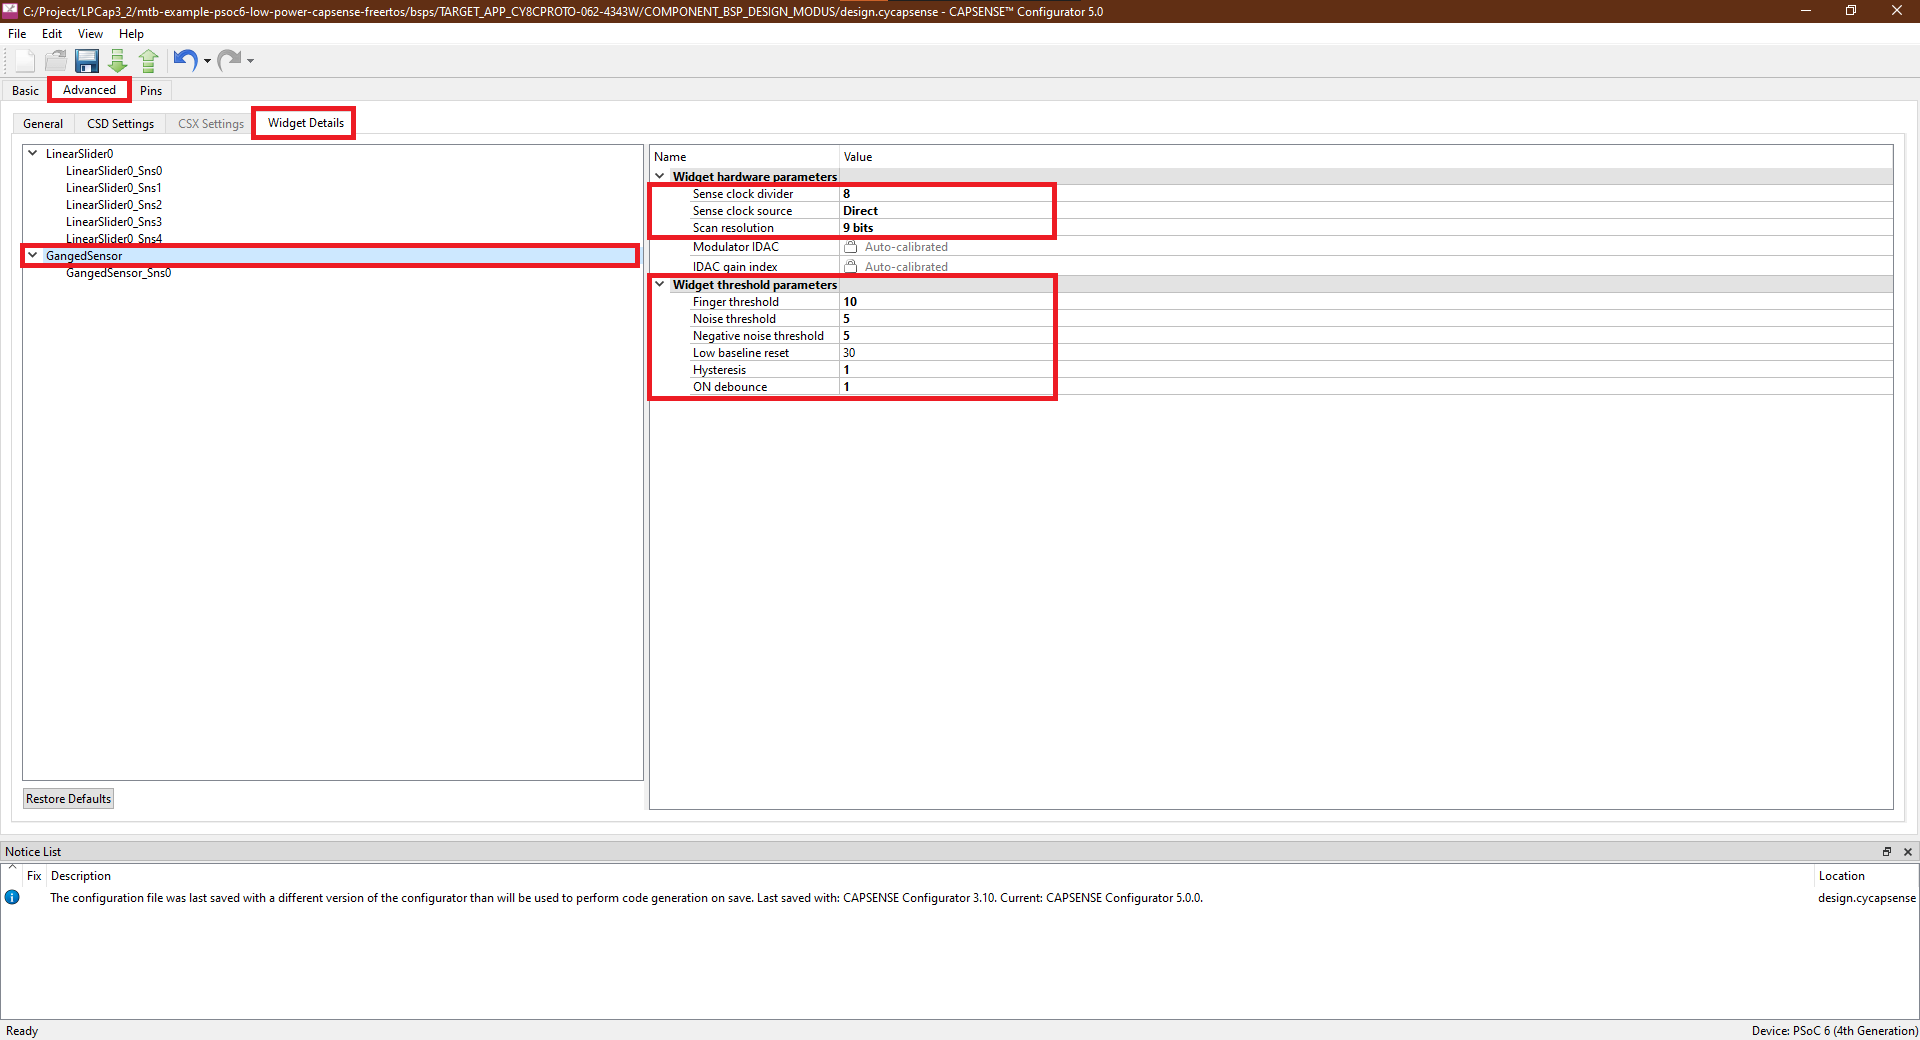 C:/Project/LPCap3_2/mtb-example-psoc6-low-power-capsense-freertos/bsps/TARGET_APP_CY8CPROTO-062-4343W/COMPONENT_BSP_DESIGN_MODUS/design.cycapsense - CAPSENSE™ Configurator 5.0
File Edit View Help
Basic Advanced Pins
General CSD Settings CSX Settings Widget Details
LinearSlider0
LinearSlider0_Sns0
LinearSlider0_Sns1
LinearSlider0_Sns2
LinearSlider0_Sns3
LinearSlider0_Sns4
GangedSensor
GangedSensor_Sns0
Restore Defaults
Name Value
Widget hardware parameters
Sense clock divider 8
Sense clock source Direct
Scan resolution 9 bits
Modulator IDAC Auto-calibrated
IDAC gain index Auto-calibrated
Widget threshold parameters
Finger threshold 10
Noise threshold 5
Negative noise threshold 5
Low baseline reset 30
Hysteresis 1
ON debounce 1
Notice List
Fix Description Location
The configuration file was last saved with a different version of the configurator than will be used to perform code generation on save. Last saved with: CAPSENSE Configurator 3.10. Current: CAPSENSE Configurator 5.0.0. design.cycapsense
Ready Device: PSoC 6 (4th Generation)